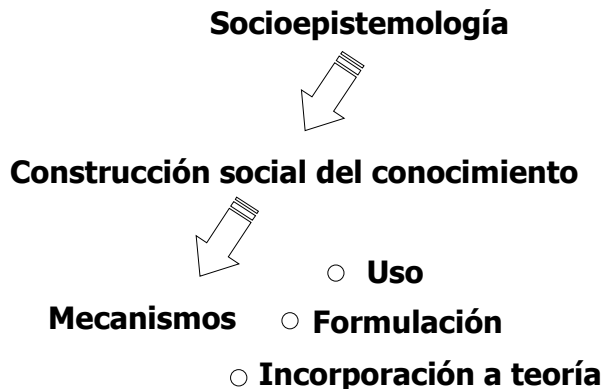 Socioepistemología
Construcción social del conocimiento
Uso
Mecanismos
Formulación
Incorporación a teoría